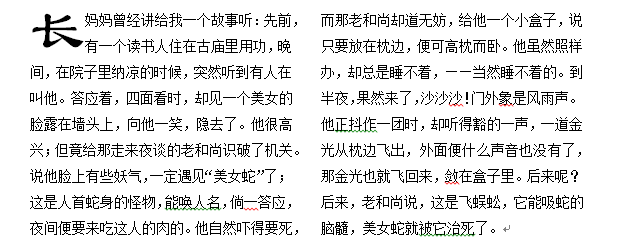 长妈妈曾经讲给我一个故事听：先前，
有一个读书人住在古庙里用功，晚
间，在院子里纳凉的时候，突然听到有人在
叫他。答应着，四面看时，却见一个美女的
脸露在墙头上，向他一笑，隐去了。他很高
兴；但竟给那走来夜谈的老和尚识破了机关。
说他脸上有些妖气，一定遇见“美女蛇”了；
这是人首蛇身的怪物，能唤人名，倘一答应，
夜间便要来吃这人的肉的。他自然吓得要死，
而那老和尚却道无妨，给他一个小盒子，说
只要放在枕边，便可高枕而卧。他虽然照样
办，却总是睡不着，——当然睡不着的。到
半夜,果然来了,沙沙沙!门外象是风雨声。
他正抖作一团时，却听得豁的一声，一道金
光从枕边飞出，外面便什么声音也没有了，
那金光也就飞回来，敛在盒子里。后来呢？
后来，老和尚说，这是飞蜈蚣，它能吸蛇的
脑髓，美女蛇就被它治死了。